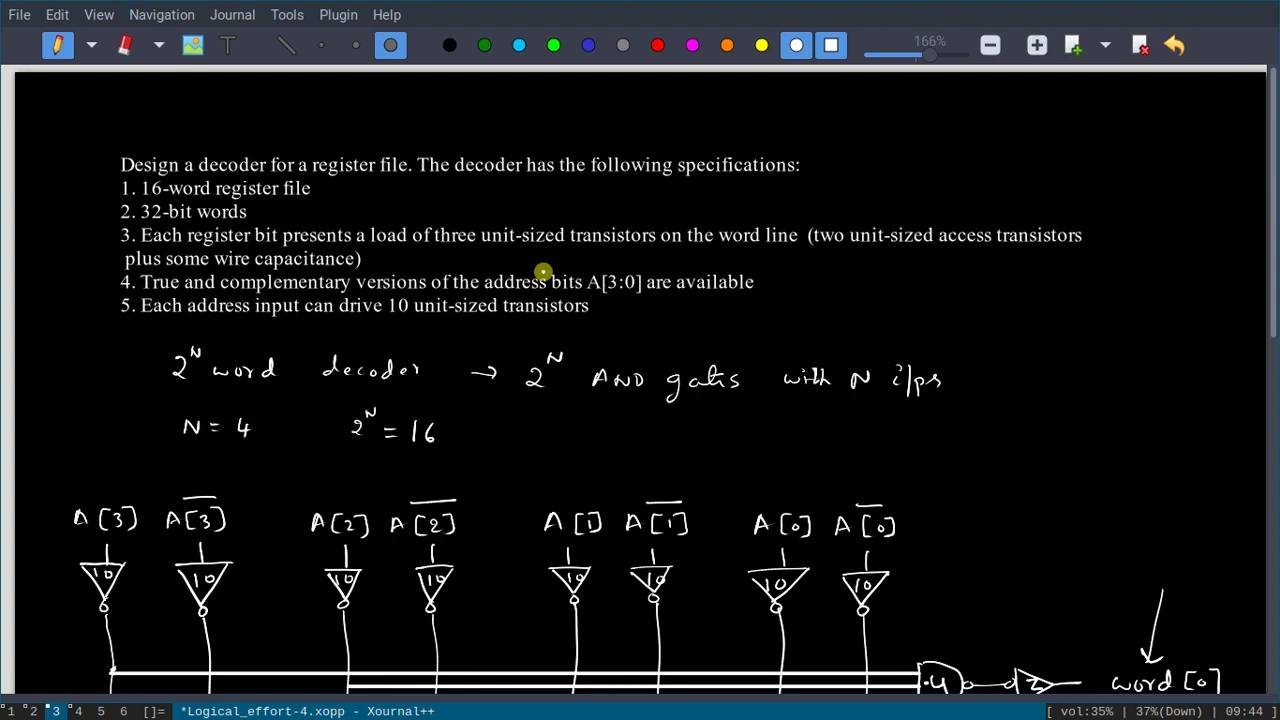 File Edit View Navigation Journal Tools Plugin Help
166%
Design a decoder for a register file. The decoder has the following specifications:
1. 16-word register file
2. 32-bit words
3. Each register bit presents a load of three unit-sized transistors on the word line (two unit-sized access transistors
plus some wire capacitance)
4. True and complementary versions of the address bits A[3:0] are available
5. Each address input can drive 10 unit-sized transistors
2^N word decoder → 2^N AND gates with N i/ps
N = 4 2^N = 16
A[3] A̅[̅3̅]̅ A[2] A̅[̅2̅]̅ A[1] A̅[̅1̅]̅ A[0] A̅[̅0̅]̅
10 10 10 10 10 10 10 10
y z word [0]
1 2 3 4 5 6 []= *Logical_effort-4.xopp - Xournal++ [ vol:35% | 37%(Down) | 09:44